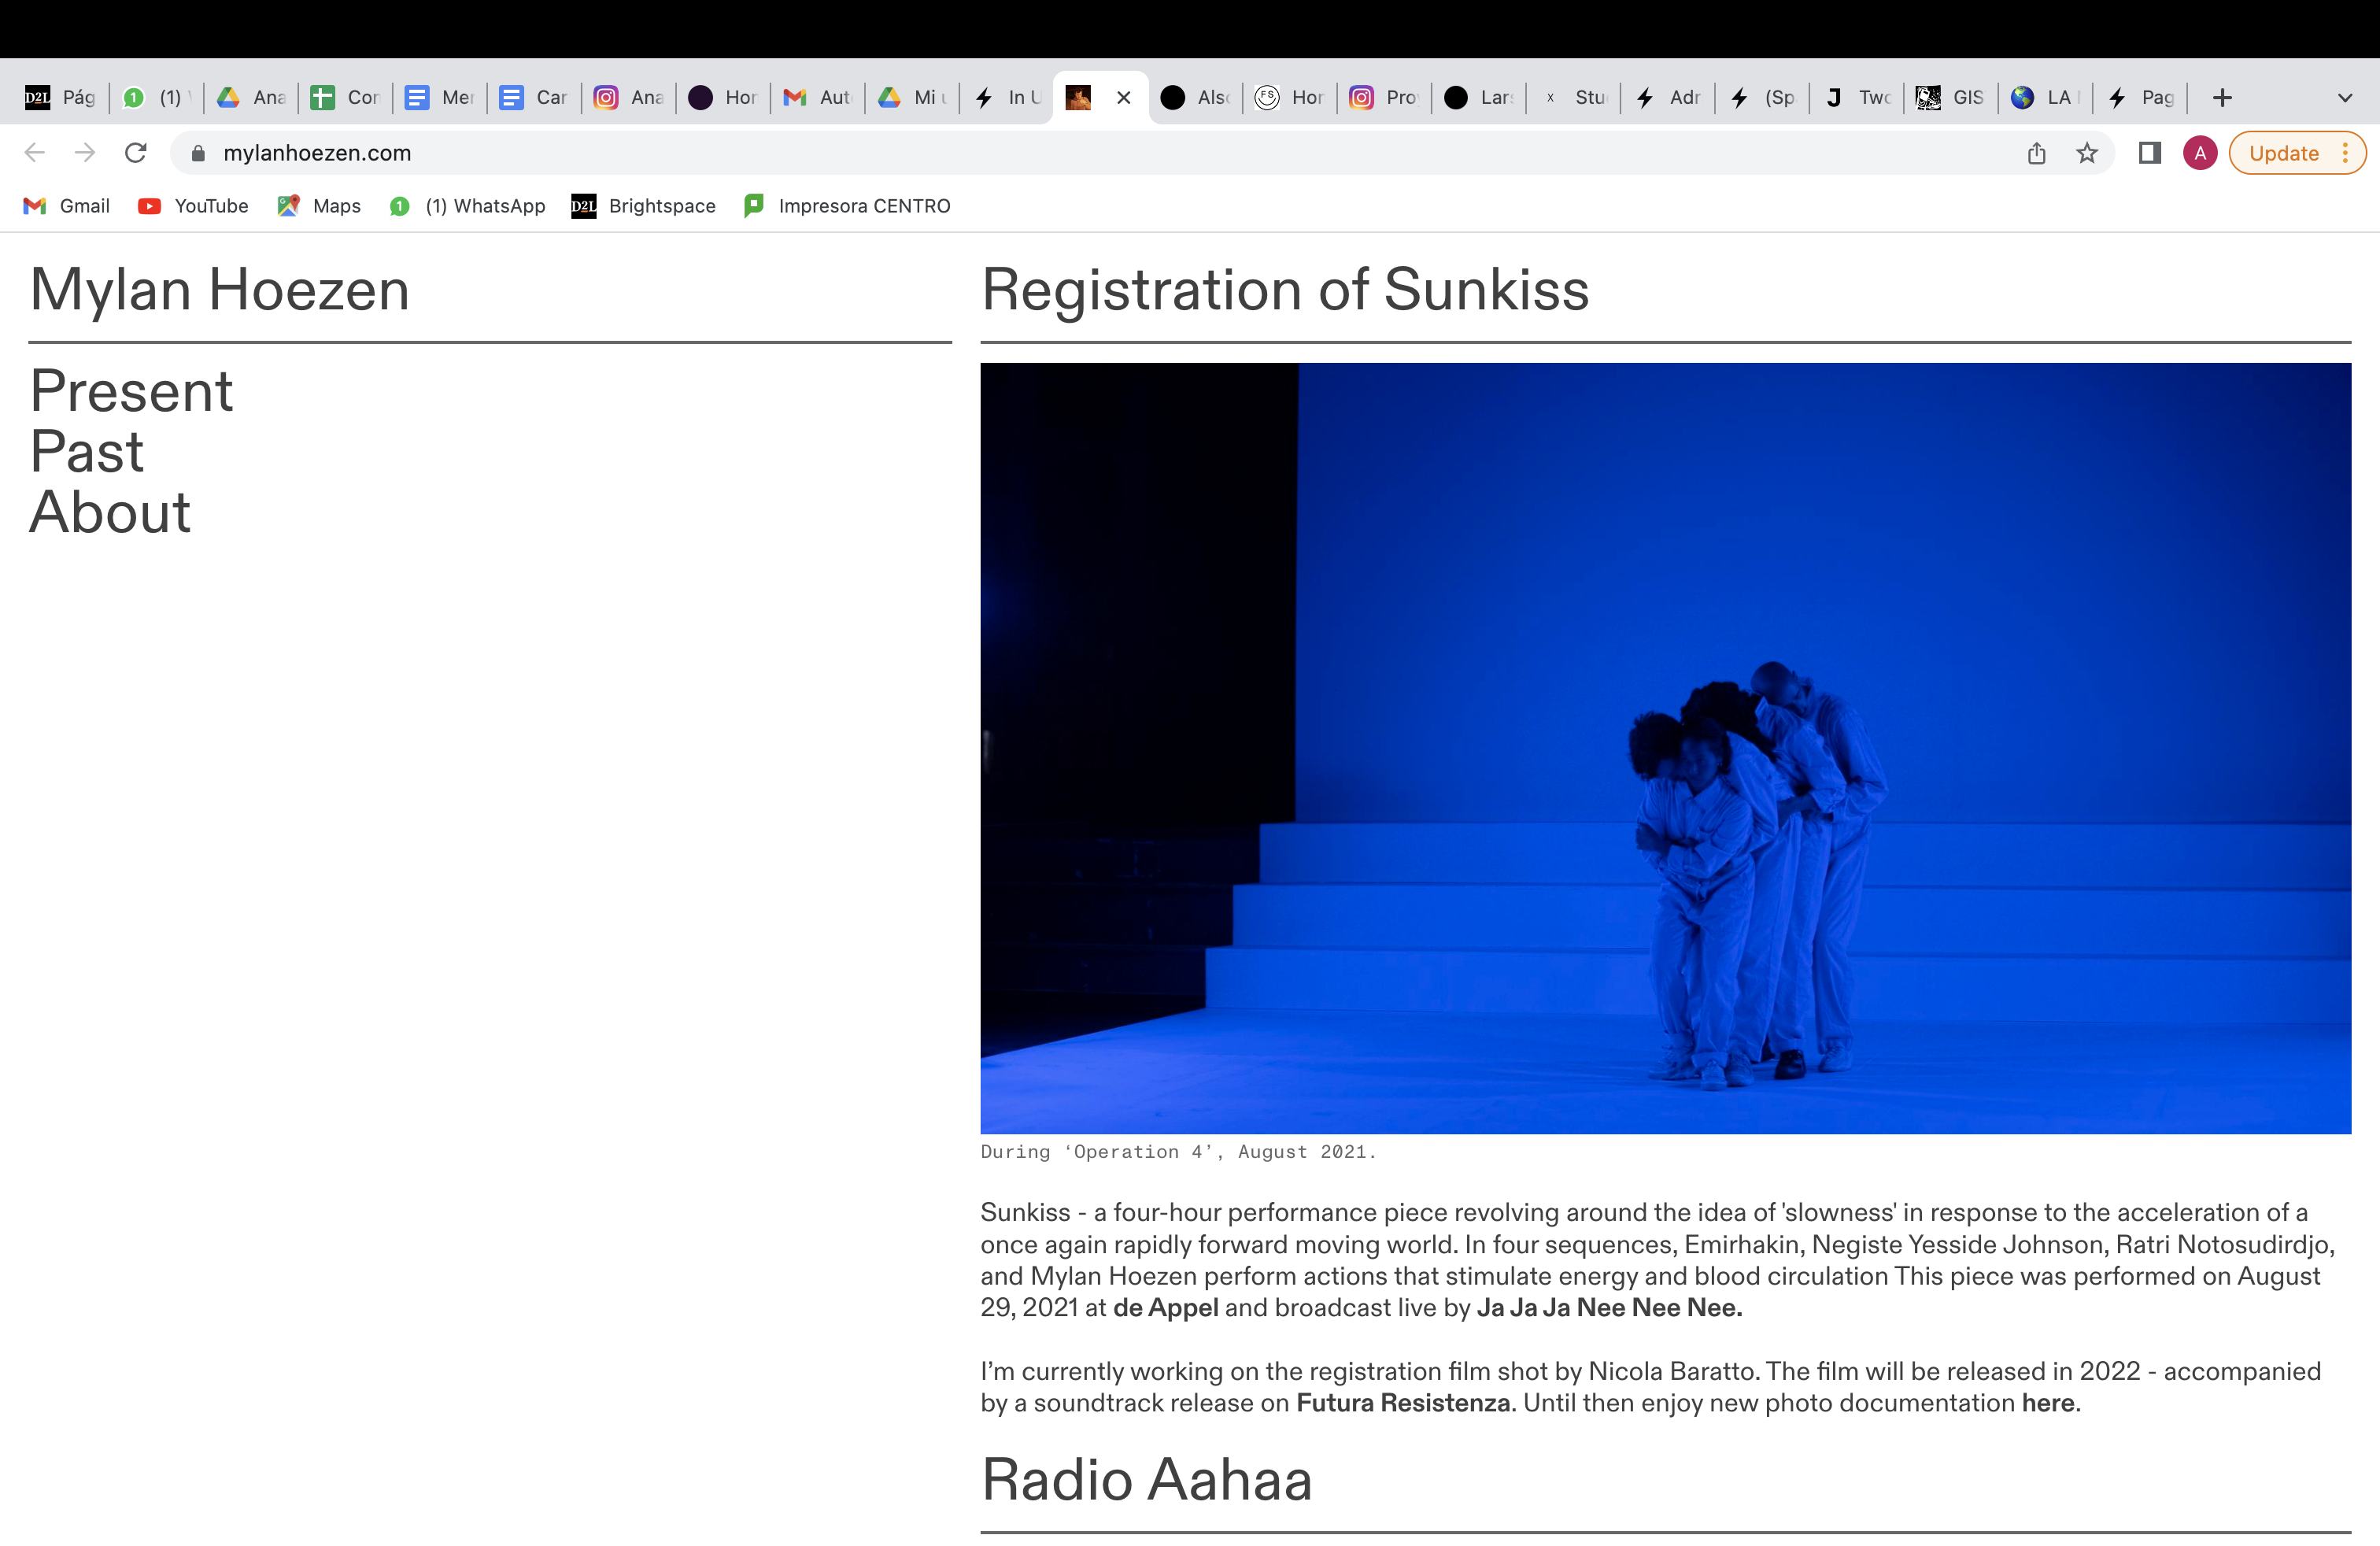 D2L Pág
1 (1)
Ana
Cor
Mer
Car
Ana
Hor
Aut
Mi u
In U
Also
FS Hor
Pro
Lars
X Stu
Adr
(Sp
J Two
GIS
LA
Pag
mylanhoezen.com
A
Update
Gmail
YouTube
Maps
1 (1) WhatsApp
D2L Brightspace
Impresora CENTRO
Mylan Hoezen
Present
Past
About
Registration of Sunkiss
During ‘Operation 4’, August 2021.
Sunkiss - a four-hour performance piece revolving around the idea of 'slowness' in response to the acceleration of a
once again rapidly forward moving world. In four sequences, Emirhakin, Negiste Yesside Johnson, Ratri Notosudirdjo,
and Mylan Hoezen perform actions that stimulate energy and blood circulation This piece was performed on August
29, 2021 at de Appel and broadcast live by Ja Ja Ja Nee Nee Nee.
I’m currently working on the registration film shot by Nicola Baratto. The film will be released in 2022 - accompanied
by a soundtrack release on Futura Resistenza. Until then enjoy new photo documentation here.
Radio Aahaa